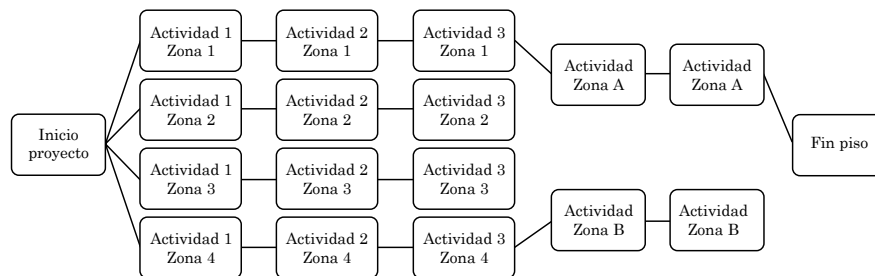 Inicio
proyecto
Actividad 1
Zona 1
Actividad 2
Zona 1
Actividad 3
Zona 1
Actividad 1
Zona 2
Actividad 2
Zona 2
Actividad 3
Zona 2
Actividad 1
Zona 3
Actividad 2
Zona 3
Actividad 3
Zona 3
Actividad 1
Zona 4
Actividad 2
Zona 4
Actividad 3
Zona 4
Actividad
Zona A
Actividad
Zona A
Actividad
Zona B
Actividad
Zona B
Fin piso